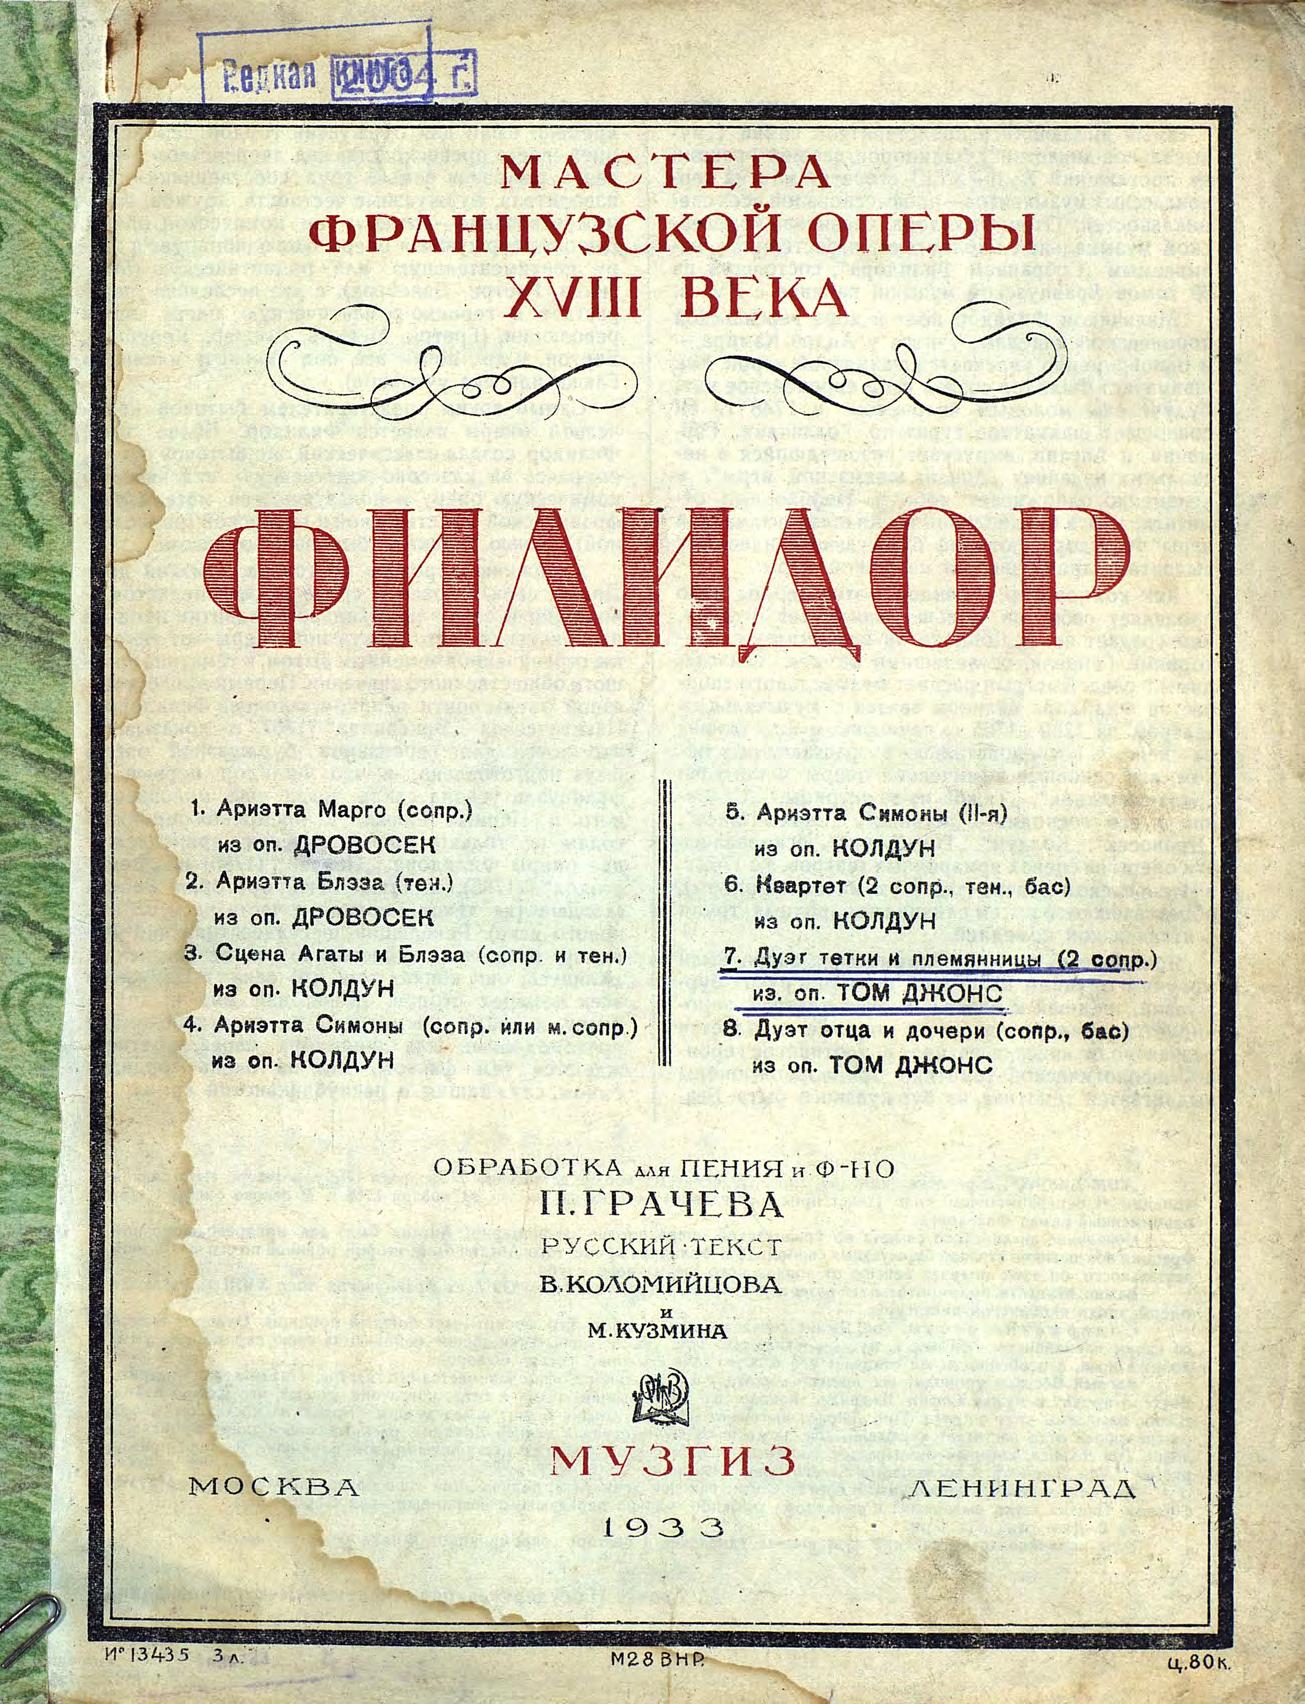 Редкая книга
2004 г.
МАСТЕРА
ФРАНЦУЗСКОЙ ОПЕРЫ
XVIII ВЕКА
ФИЛИДОР
1. Ариэтта Марго (сопр.)
из оп. ДРОВОСЕК
2. Ариэтта Блэза (тен.)
из оп. ДРОВОСЕК
3. Сцена Агаты и Блэза (сопр. и тен.)
из оп. КОЛДУН
4. Ариэтта Симоны (сопр. или м. сопр.)
из оп. КОЛДУН
5. Ариэтта Симоны (II-я)
из оп. КОЛДУН
6. Квартет (2 сопр., тен., бас)
из оп. КОЛДУН
7. Дуэт тетки и племянницы (2 сопр.)
из. оп. ТОМ ДЖОНС
8. Дуэт отца и дочери (сопр., бас)
из оп. ТОМ ДЖОНС
ОБРАБОТКА для ПЕНИЯ и Ф-НО
П. ГРАЧЕВА
РУССКИЙ ТЕКСТ
В. КОЛОМИЙЦОВА
и
М. КУЗМИНА
МУЗГИЗ
МОСКВА
ЛЕНИНГРАД
1933
И° 13435 3 л.
М28ВНР.
Ц. 80 к.